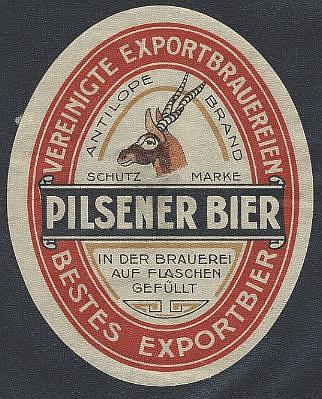 VEREINIGTE EXPORTBRAUEREIEN
ANTILOPE BRAND
SCHUTZ MARKE
PILSENER BIER
IN DER BRAUEREI
AUF FLASCHEN
GEFÜLLT
BESTES EXPORTBIER